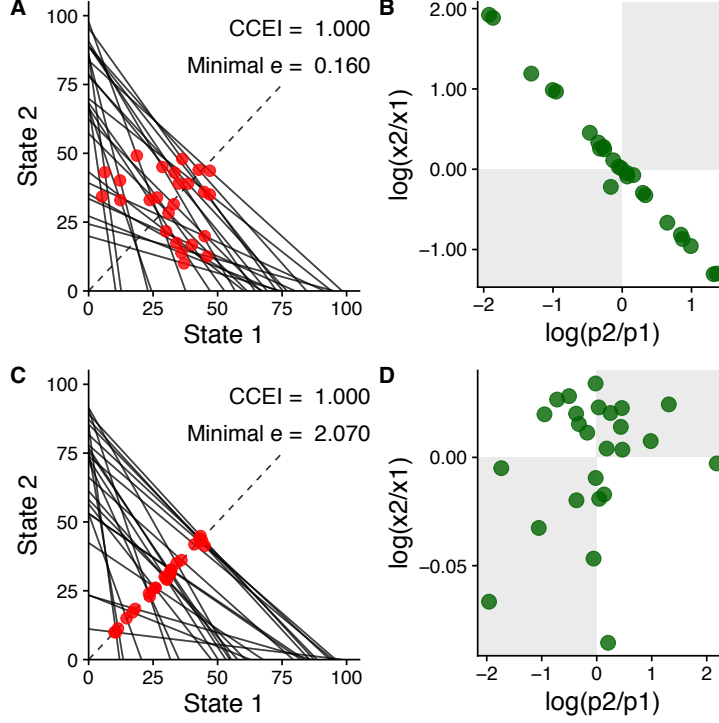 A
CCEI = 1.000
Minimal e = 0.160
100
75
50
25
0
0 25 50 75 100
State 1
State 2
B
2.00
1.00
0.00
−1.00
−2 −1 0 1
log(p2/p1)
log(x2/x1)
C
CCEI = 1.000
Minimal e = 2.070
100
75
50
25
0
0 25 50 75 100
State 1
State 2
D
0.00
−0.05
−2 −1 0 1 2
log(p2/p1)
log(x2/x1)